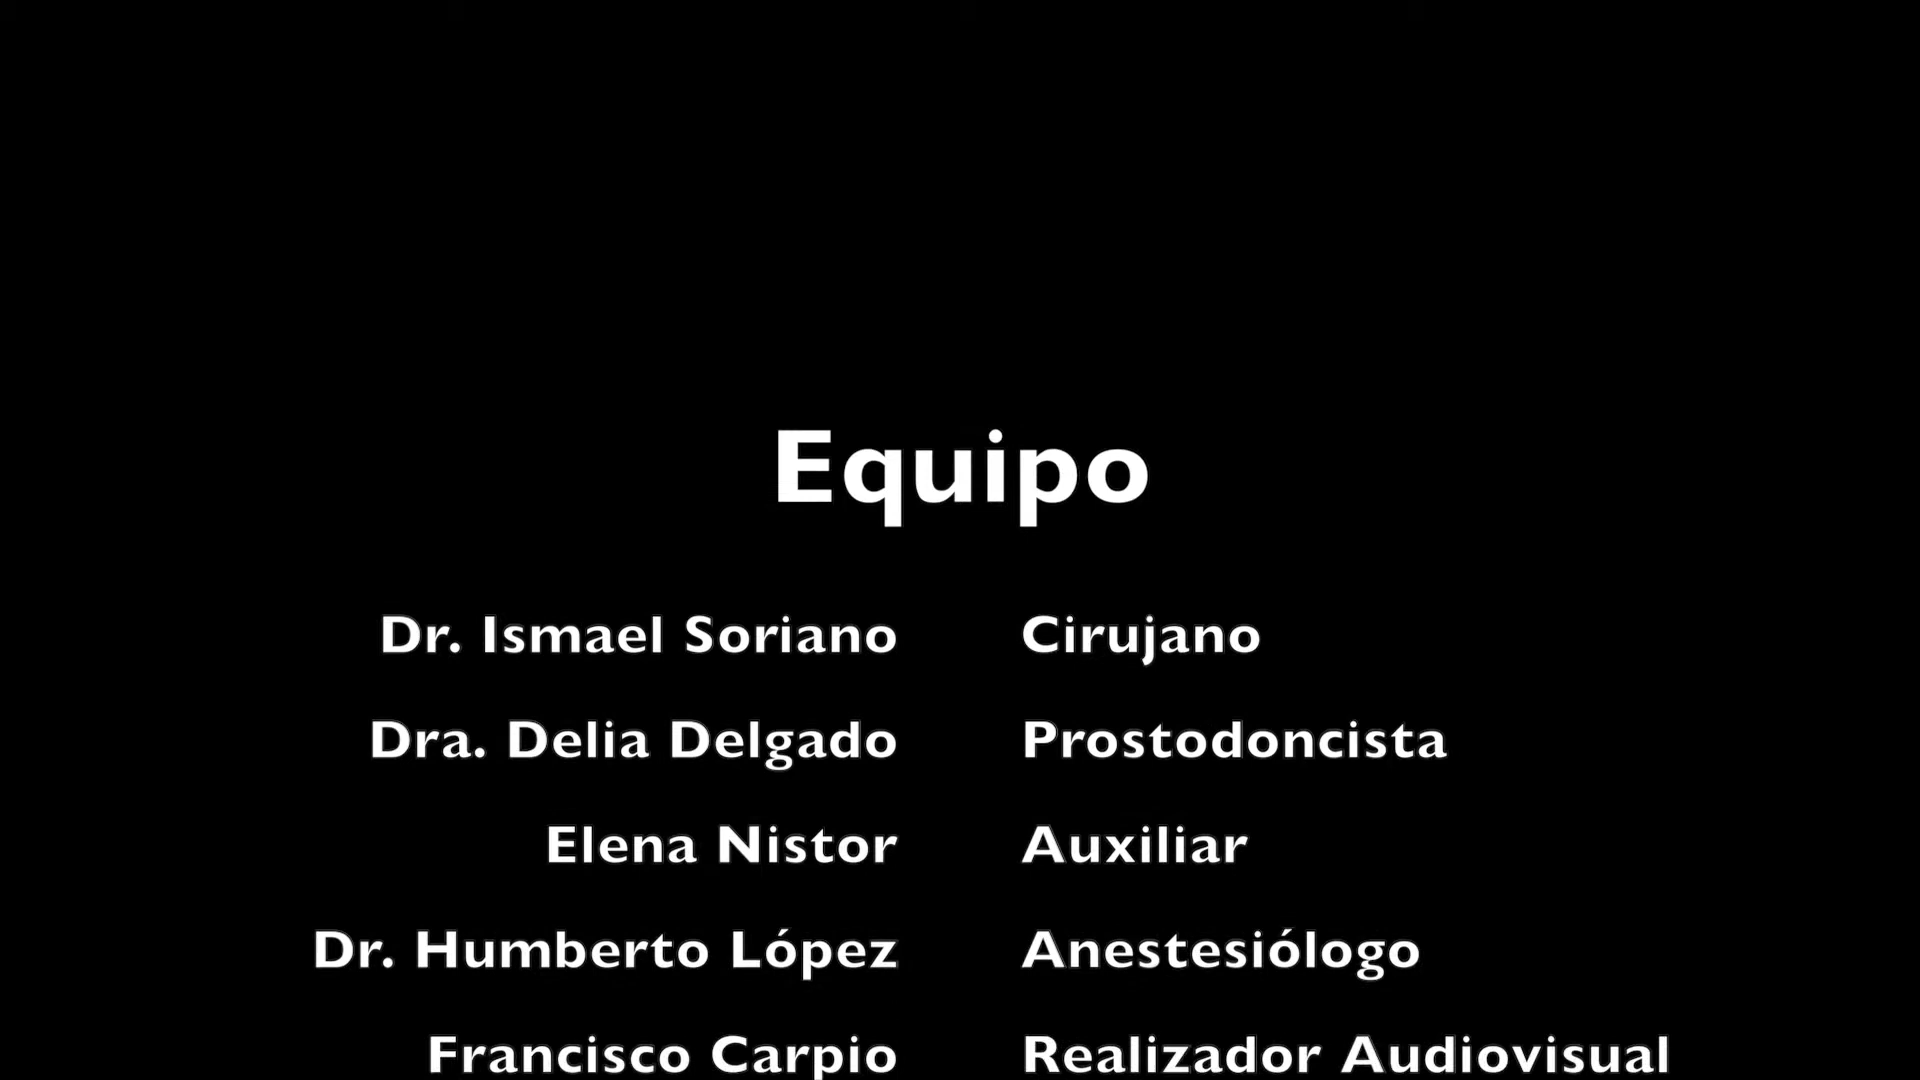 Equipo
Dr. Ismael Soriano Cirujano
Dra. Delia Delgado Prostodoncista
Elena Nistor Auxiliar
Dr. Humberto López Anestesiólogo
Francisco Carpio Realizador Audiovisual